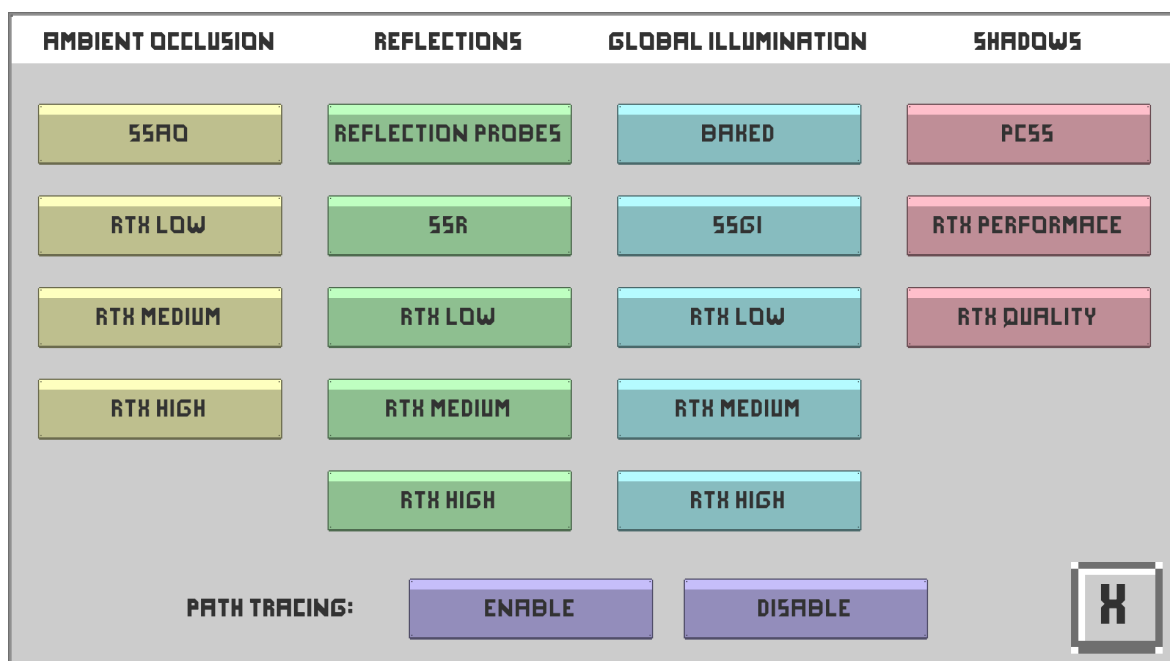 AMBIENT OCCLUSION REFLECTIONS GLOBAL ILLUMINATION SHADOWS
SSAO REFLECTION PROBES BAKED PCSS
RTX LOW SSR SSGI RTX PERFORMACE
RTX MEDIUM RTX LOW RTX LOW RTX QUALITY
RTX HIGH RTX MEDIUM RTX MEDIUM
RTX HIGH RTX HIGH
PATH TRACING: ENABLE DISABLE X